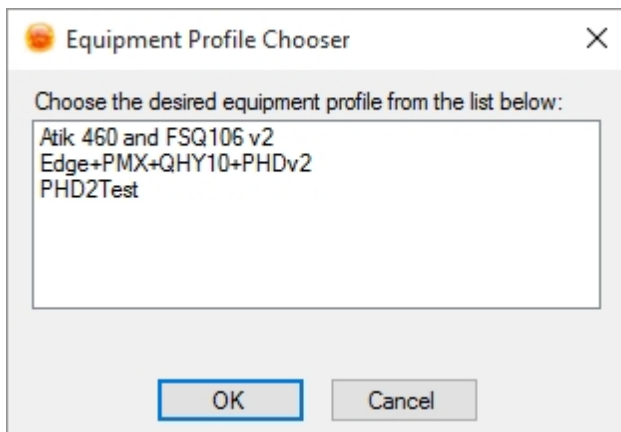 Equipment Profile Chooser
Choose the desired equipment profile from the list below:
Atik 460 and FSQ106 v2
Edge+PMX+QHY10+PHDv2
PHD2Test
OK
Cancel